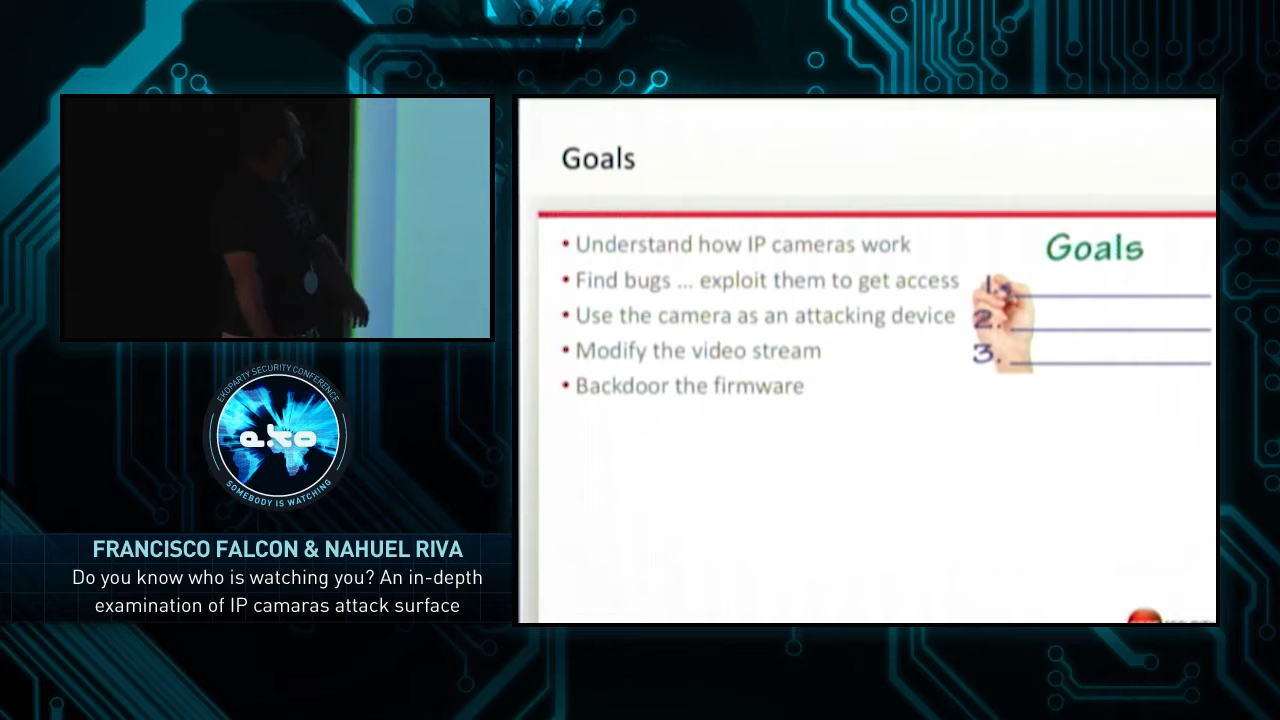 Goals
• Understand how IP cameras work
• Find bugs ... exploit them to get access
• Use the camera as an attacking device
• Modify the video stream
• Backdoor the firmware
Goals
1.
2.
3.
EKOPARTY SECURITY CONFERENCE
eko
SOMEBODY IS WATCHING
FRANCISCO FALCON & NAHUEL RIVA
Do you know who is watching you? An in-depth
examination of IP camaras attack surface